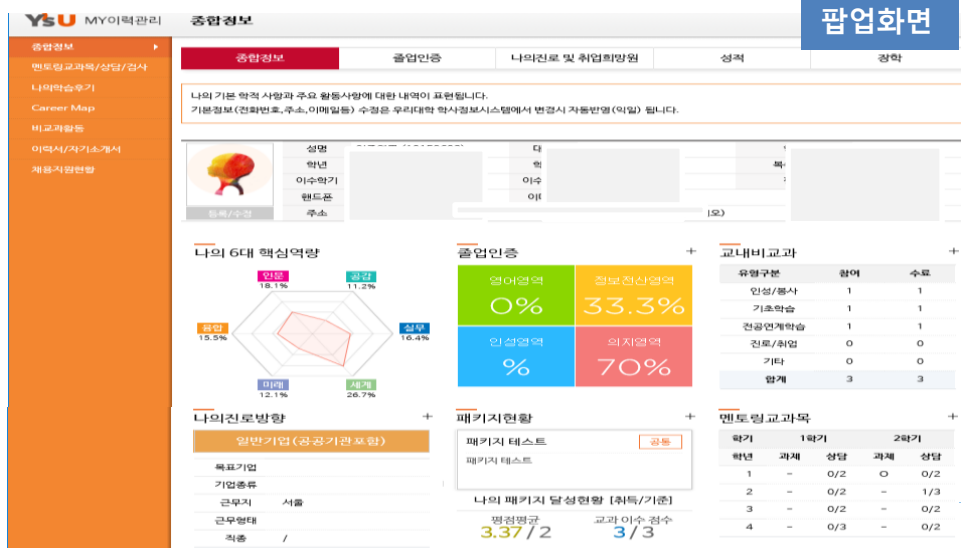 YSU MY이력관리
종합정보
팝업화면
종합정보
멘토링교과목/상담/검사
나의학습후기
Career Map
비교과활동
이력서/자기소개서
채용지원현황
종합정보 졸업인증 나의진로 및 취업희망원 성적 장학
나의 기본 학적 사항과 주요 활동사항에 대한 내역이 표현됩니다.
기본정보(전화번호,주소,이메일등) 수정은 우리대학 학사정보시스템에서 변경시 자동반영(익일) 됩니다.
성명
학년
이수학기
핸드폰
등록/수정 주소
나의 6대 핵심역량
인문 18.1%
공감 11.2%
융합 15.5%
실무 16.4%
미래 12.1%
세계 26.7%
졸업인증 +
영어영역 정보전산영역
0% 33.3%
인성영역 의지영역
% 70%
교내비교과 +
유형구분 참여 수료
인성/봉사 1 1
기초학습 1 1
전공연계학습 1 1
진로/취업 0 0
기타 0 0
합계 3 3
나의진로방향 +
일반기업(공공기관포함)
목표기업
기업종류
근무지 서울
근무형태
직종 /
패키지현황 +
패키지 테스트 공통
패키지 테스트
나의 패키지 달성현황 [취득/기준]
평점평균 교과 이수 점수
3.37/2 3/3
멘토링교과목 +
학기 1학기 2학기
학년 과제 상담 과제 상담
1 - 0/2 O 0/2
2 - 0/2 - 1/3
3 - 0/2 - 0/2
4 - 0/3 - 0/2